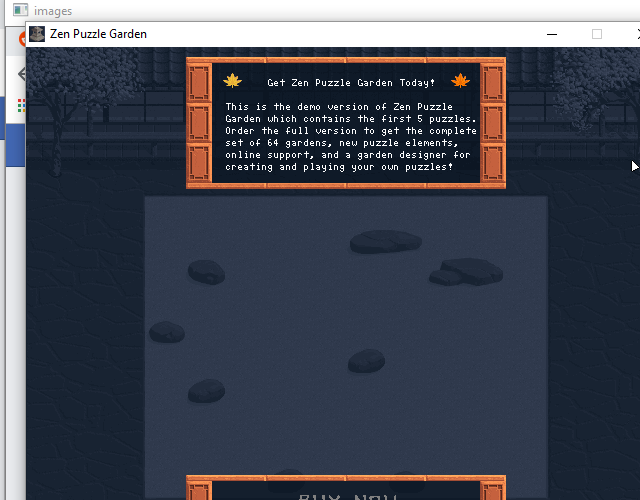 images
Zen Puzzle Garden
Get Zen Puzzle Garden Today!
This is the demo version of Zen Puzzle
Garden which contains the first 5 puzzles.
Order the full version to get the complete
set of 64 gardens, new puzzle elements,
online support, and a garden designer for
creating and playing your own puzzles!
BUY NOW